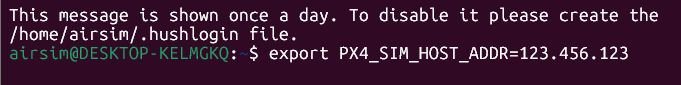 This message is shown once a day. To disable it please create the
/home/airsim/.hushlogin file.
airsim@DESKTOP-KELMGKQ:~$ export PX4_SIM_HOST_ADDR=123.456.123